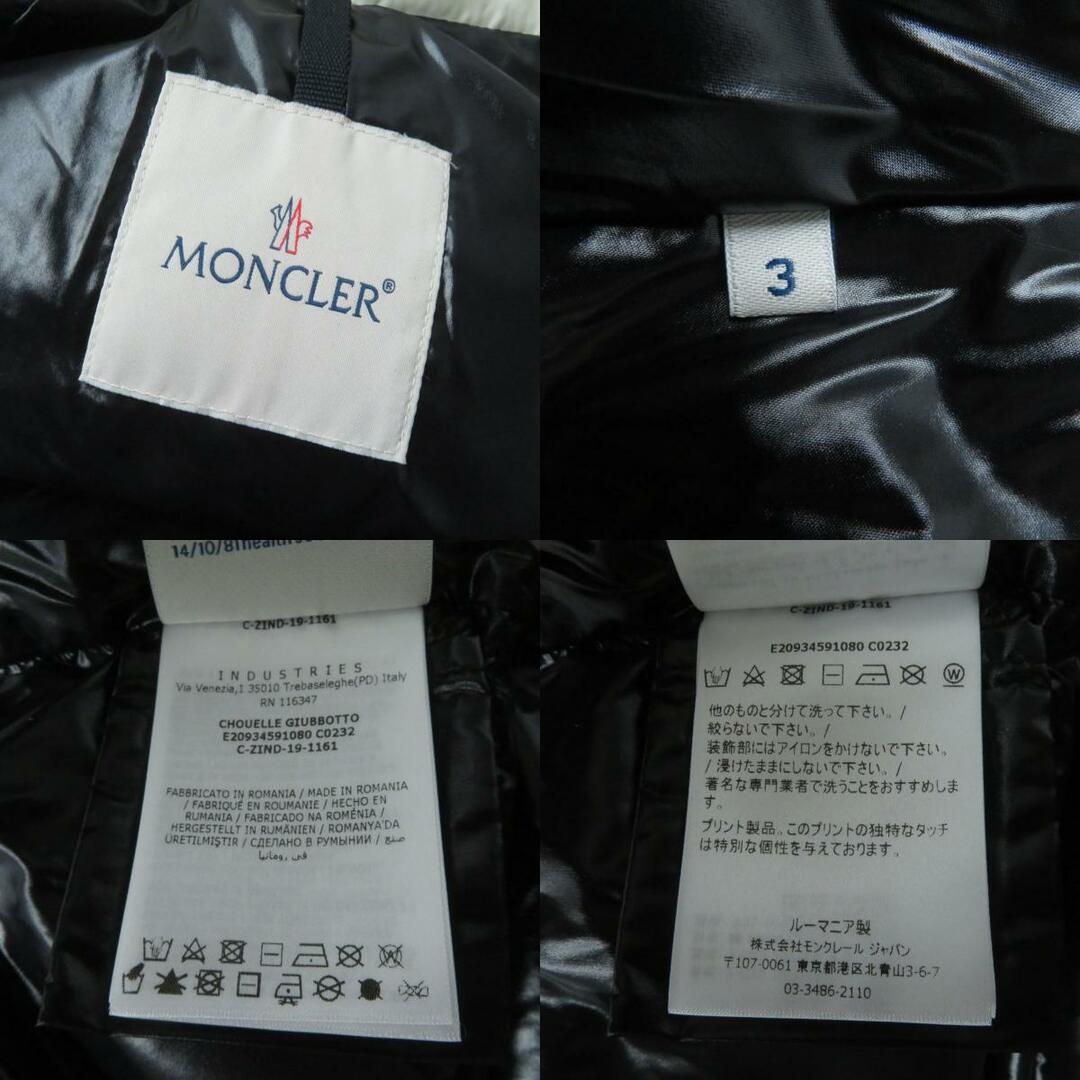 MONCLER®
3
14/10/81
C-ZIND-19-1161
INDUSTRIES
Via Venezia,1 35010 Trebaseleghe(PD) Italy
RN 116347
CHOUELLE GIUBBOTTO
E20934591080 C0232
C-ZIND-19-1161
FABBRICATO IN ROMANIA / MADE IN ROMANIA
/ FABRIQUÉ EN ROUMANIE / HECHO EN
RUMANIA / FABRICADO NA ROMÉNIA /
HERGESTELLT IN RUMÄNIEN / ROMANYA'DA
ÜRETILMIŞTIR / СДЕЛАНО В РУМЫНИИ / صنع
في رومانيا
C-ZIND-19-1161
E20934591080 C0232
他のものと分けて洗って下さい。/
絞らないで下さい。/
装飾部にはアイロンをかけないで下さい。
/ 浸けたままにしないで下さい。/
著名な専門業者で洗うことをおすすめしま
す。
プリント製品。このプリントの独特なタッチ
は特別な個性を与えております。
ルーマニア製
株式会社モンクレール ジャパン
〒107-0061 東京都港区北青山3-6-7
03-3486-2110